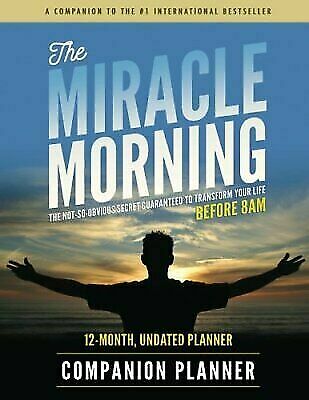 A COMPANION TO THE #1 INTERNATIONAL BESTSELLER
The
MIRACLE
MORNING
THE NOT-SO-OBVIOUS SECRET GUARANTEED TO TRANSFORM YOUR LIFE
BEFORE 8AM
12-MONTH, UNDATED PLANNER
COMPANION PLANNER